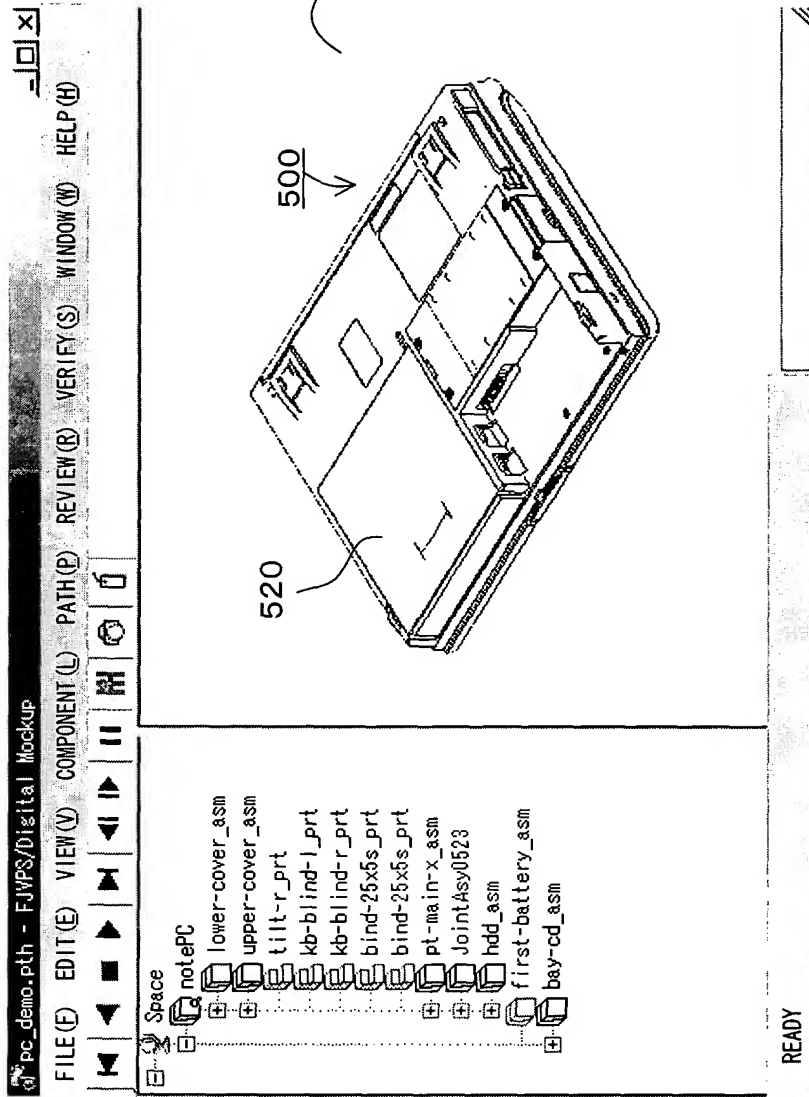 pc_demo.pth - FJVPS/Digital Mockup
FILE(F) EDIT(E) VIEW(V) COMPONENT(L) PATH(P) REVIEW(R) VERIFY(S) WINDOW(W) HELP(H)
Space
notePC
lower-cover_asm
upper-cover_asm
tilt-r_prt
kb-blind-l_prt
kb-blind-r_prt
bind-25x5s_prt
bind-25x5s_prt
pt-main-x_asm
JointAsy0523
hdd_asm
first-battery_asm
bay-cd_asm
520
500
READY